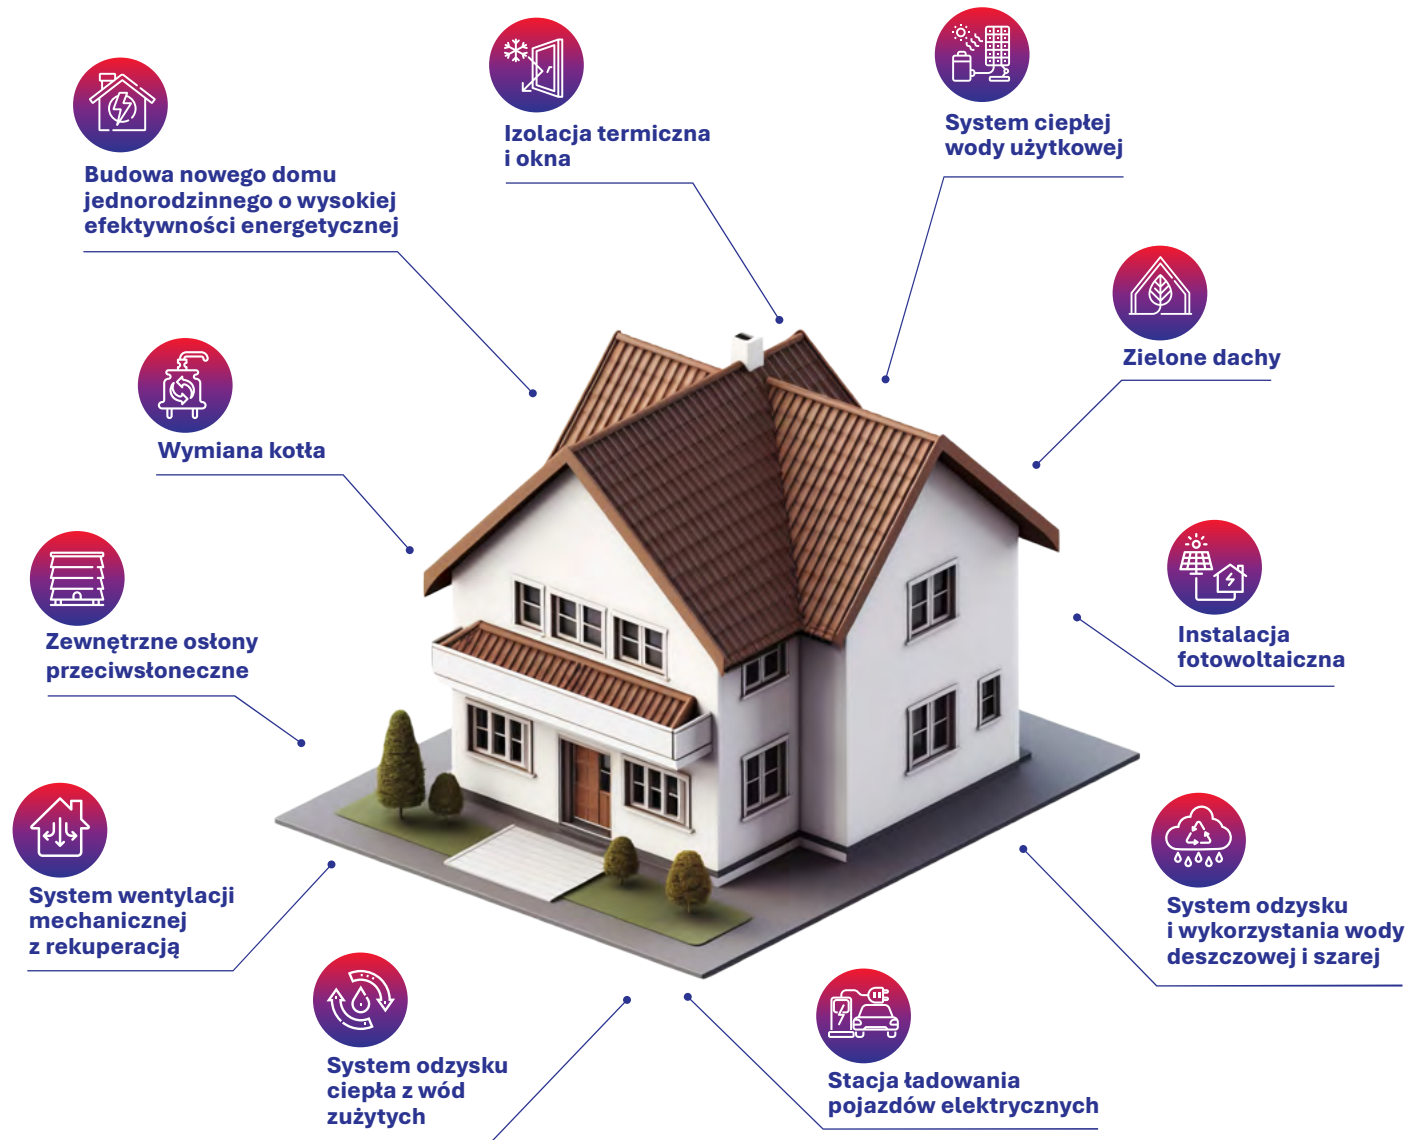 Izolacja termiczna
i okna
System ciepłej
wody użytkowej
Budowa nowego domu
jednorodzinnego o wysokiej
efektywności energetycznej
Zielone dachy
Wymiana kotła
Zewnętrzne osłony
przeciwsłoneczne
Instalacja
fotowoltaiczna
System wentylacji
mechanicznej
z rekuperacją
System odzysku
i wykorzystania wody
deszczowej i szarej
System odzysku
ciepła z wód
zużytych
Stacja ładowania
pojazdów elektrycznych